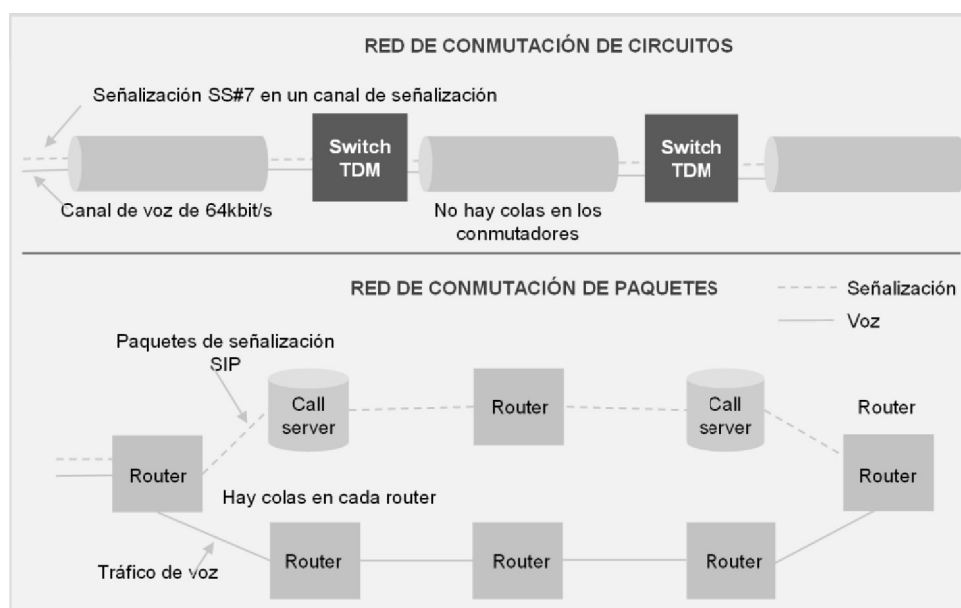 RED DE CONMUTACIÓN DE CIRCUITOS
Señalización SS#7 en un canal de señalización
Switch
TDM
Switch
TDM
Canal de voz de 64kbit/s
No hay colas en los
conmutadores
RED DE CONMUTACIÓN DE PAQUETES
Señalización
Voz
Paquetes de señalización
SIP
Call
server
Router
Call
server
Router
Router
Router
Hay colas en cada router
Router
Router
Router
Tráfico de voz